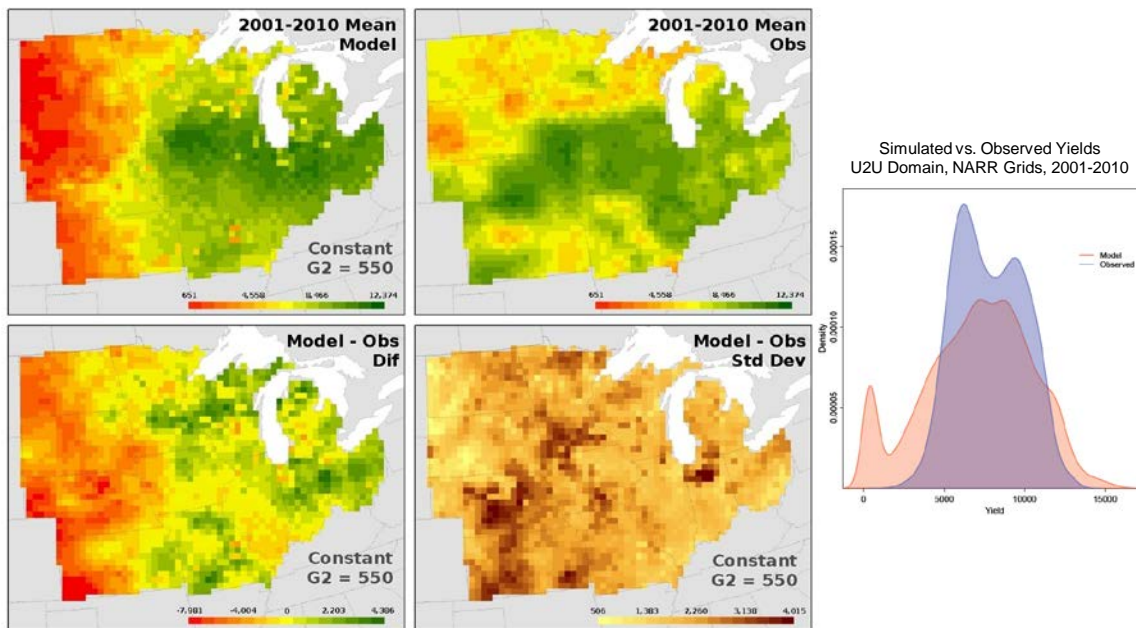 2001-2010 Mean
Model
Constant
G2 = 550
651 4,558 8,466 12,374
2001-2010 Mean
Obs
651 4,558 8,466 12,374
Model - Obs
Dif
Constant
G2 = 550
-7,981 -4,004 0 2,203 4,306
Model - Obs
Std Dev
Constant
G2 = 550
506 1,383 2,260 3,138 4,015
Simulated vs. Observed Yields
U2U Domain, NARR Grids, 2001-2010
Model
Observed
Density
0.00015
0.00010
0.00005
0 5000 10000 15000
Yield